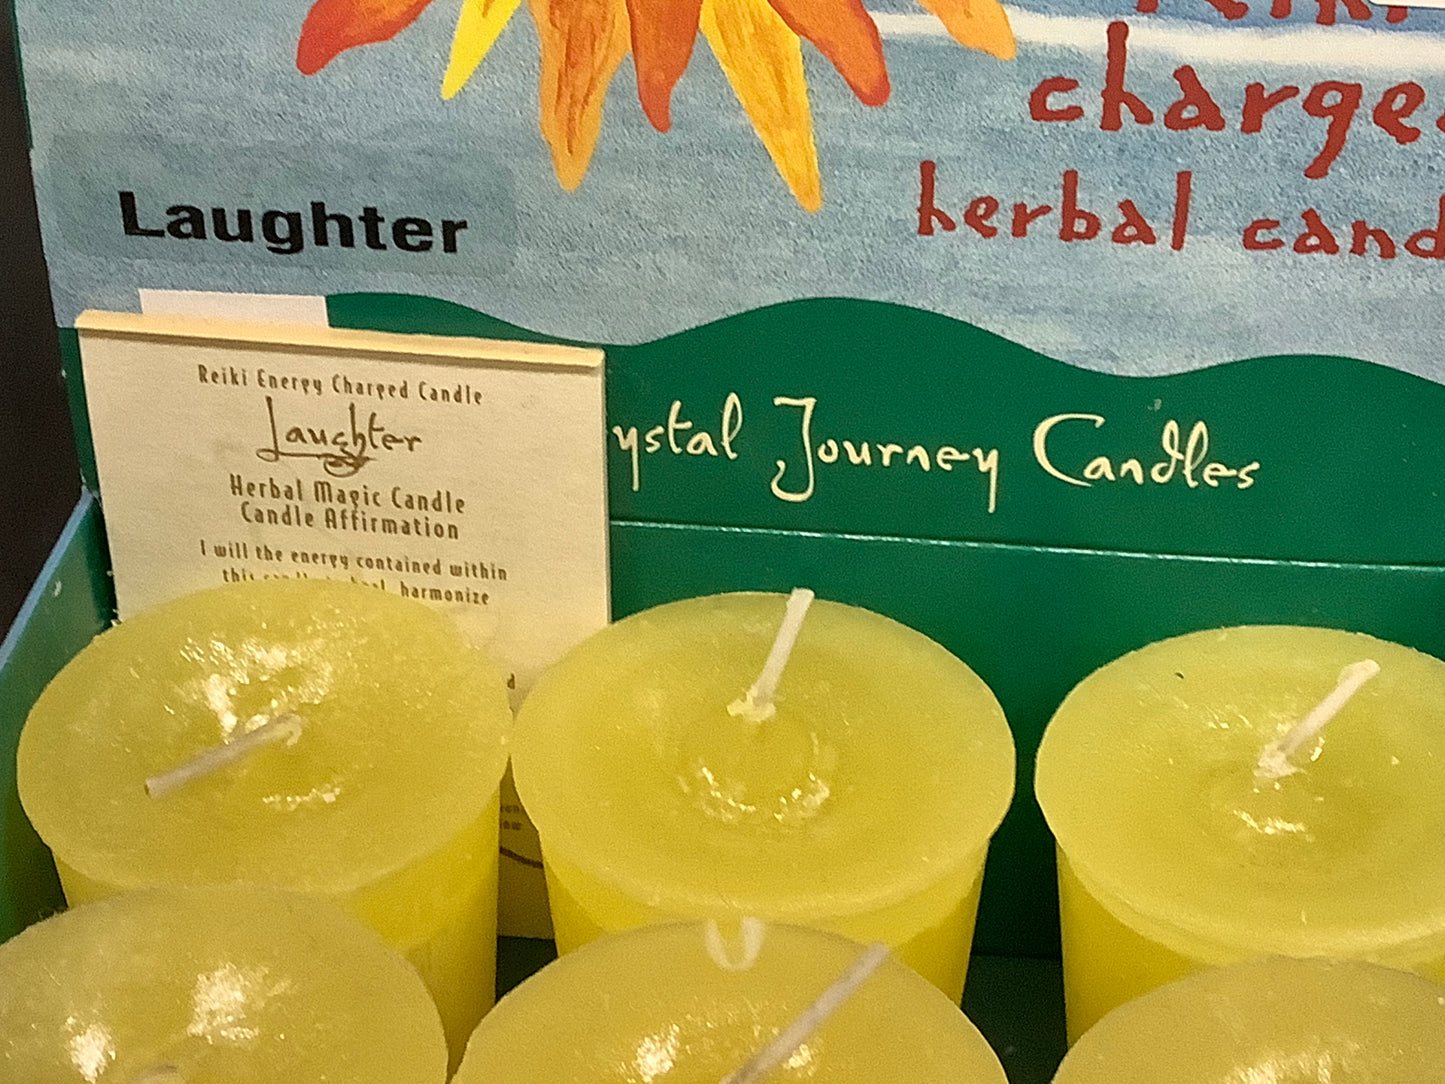 charge
herbal cand
Laughter
Reiki Energy Charged Candle
Laughter
Herbal Magic Candle
Candle Affirmation
I will the energy contained within
this harmonize
ystal Journey Candles